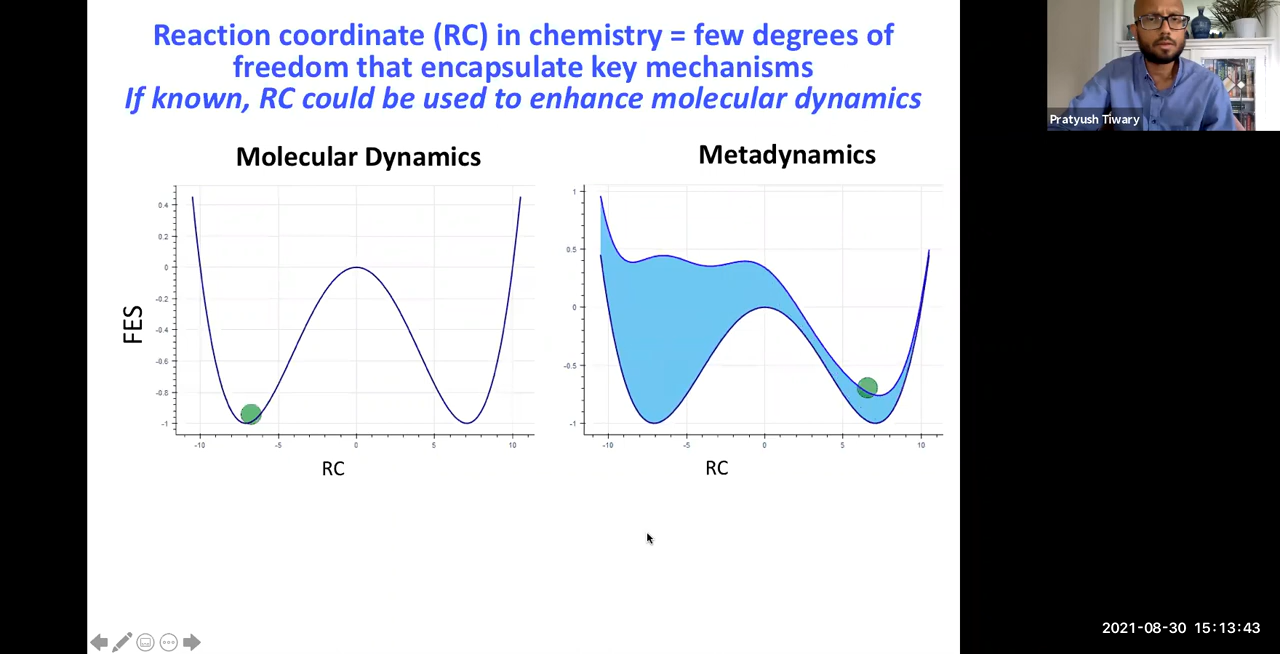 Reaction coordinate (RC) in chemistry = few degrees of
freedom that encapsulate key mechanisms
If known, RC could be used to enhance molecular dynamics
Pratyush Tiwary
Molecular Dynamics
Metadynamics
0.4
0.2
0
-0.2
-0.4
-0.6
-0.8
-1
FES
-10
-5
0
5
10
RC
1
0.5
0
-0.5
-1
-10
-5
0
5
10
RC
2021-08-30 15:13:43